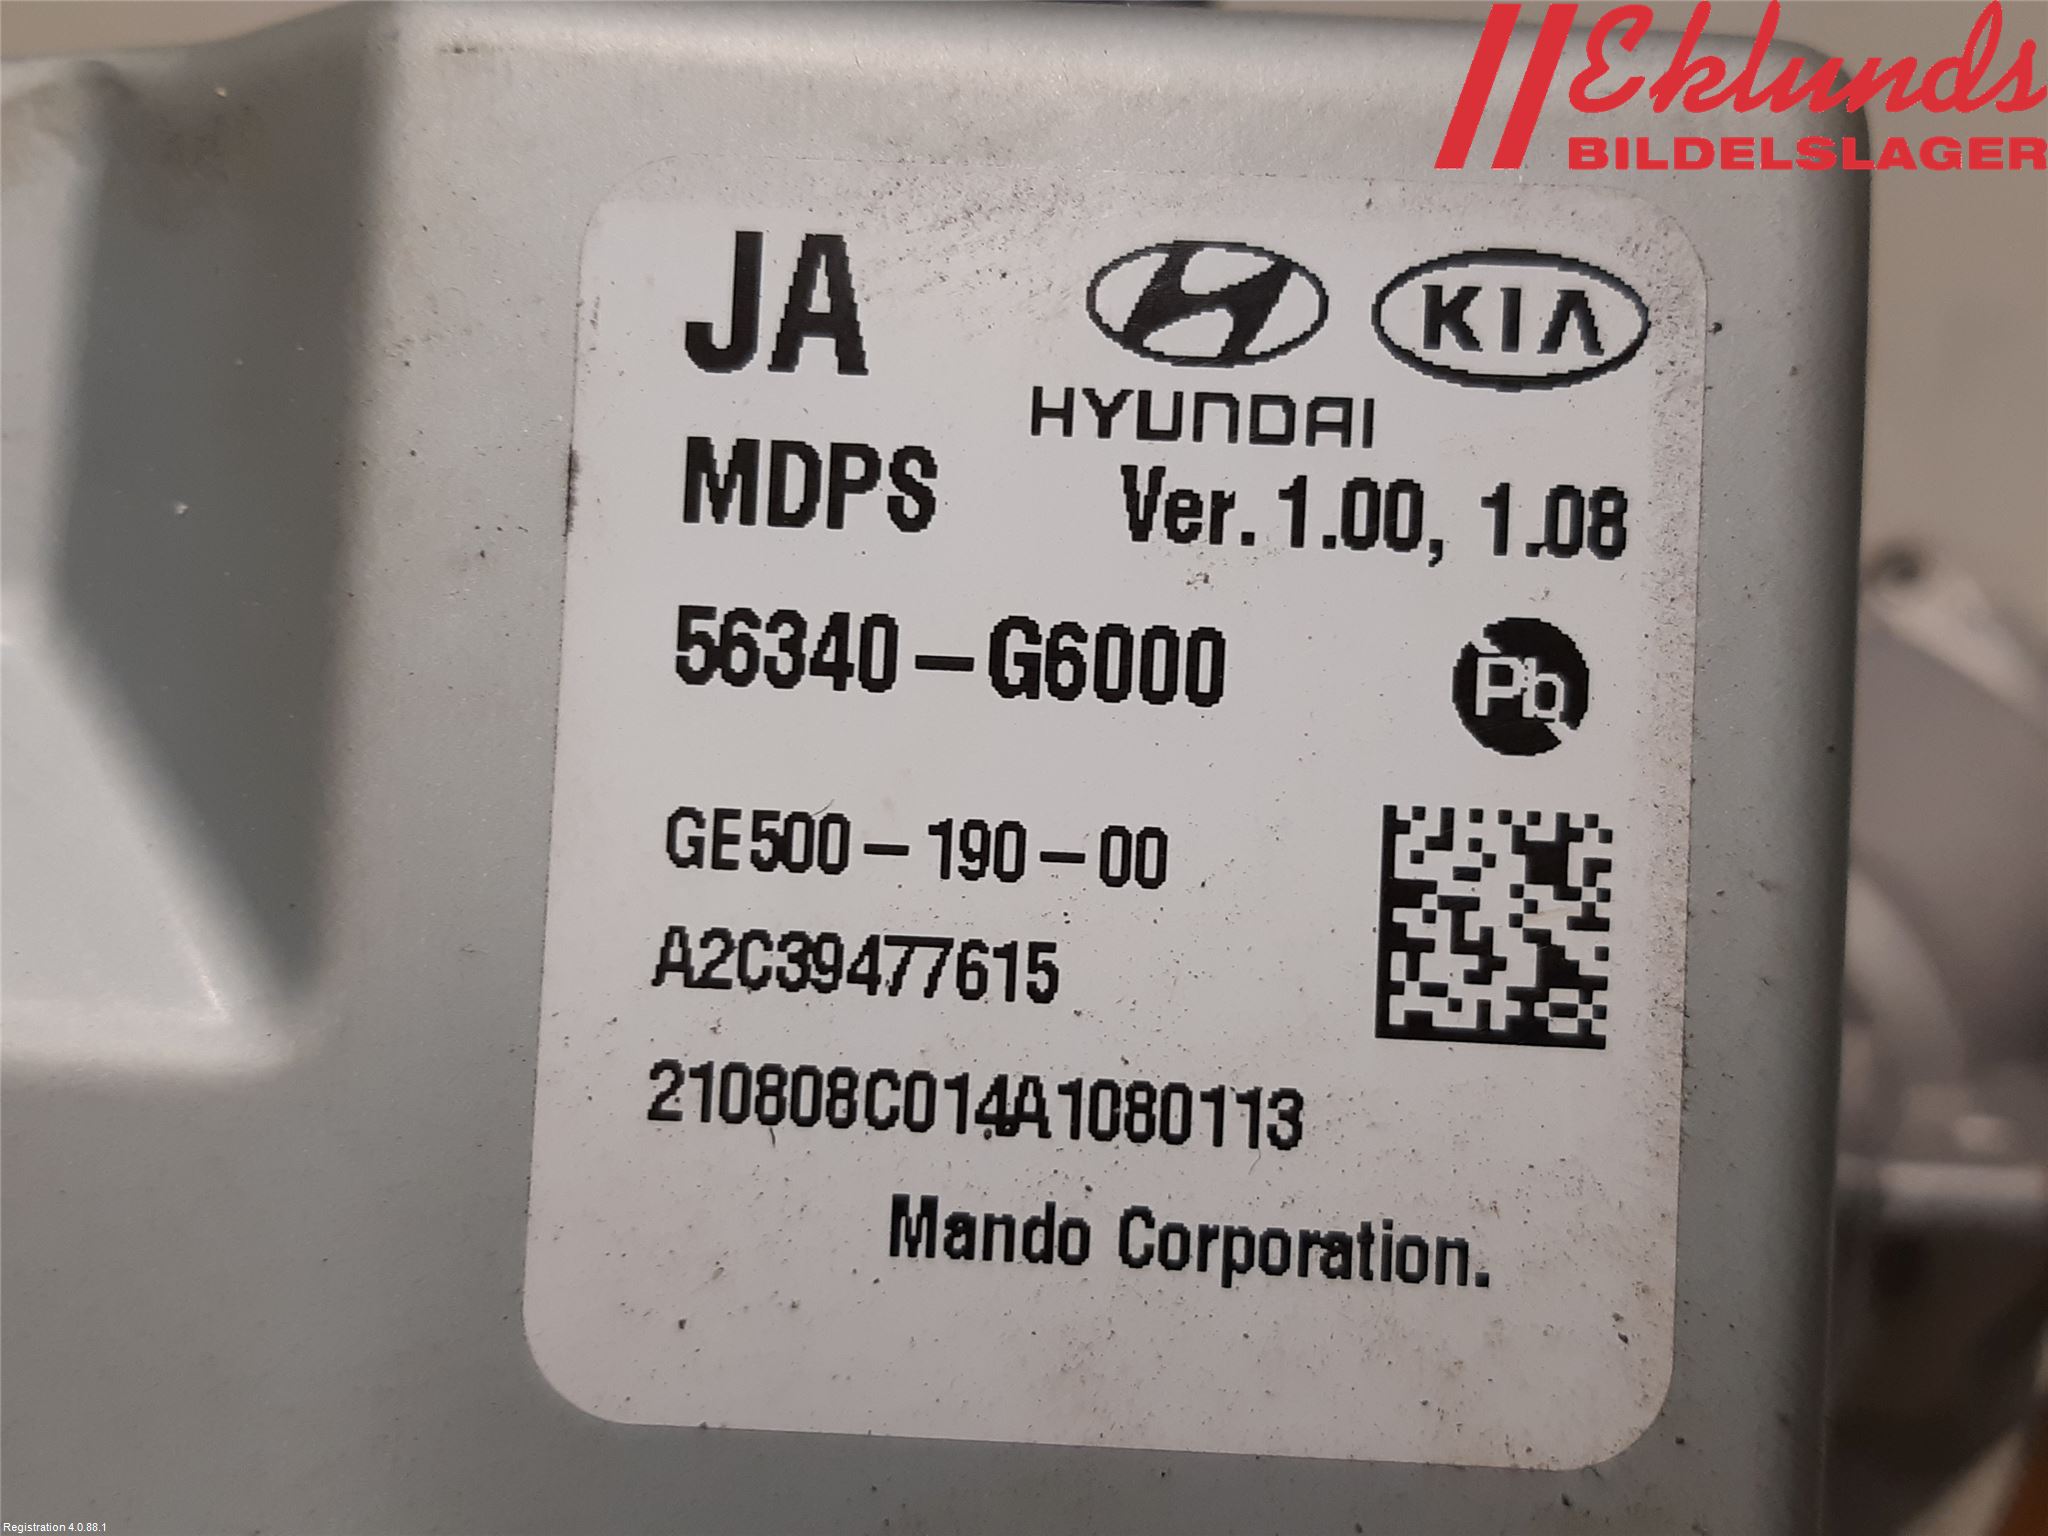 Eklunds
BILDELSLAGER
JA
KIA
HYUNDAI
MDPS Ver. 1.00, 1.08
56340-G6000
Pb
GE500-190-00
A2C39477615
210808C014A1080113
Mando Corporation.
Registration 4.0.88.1